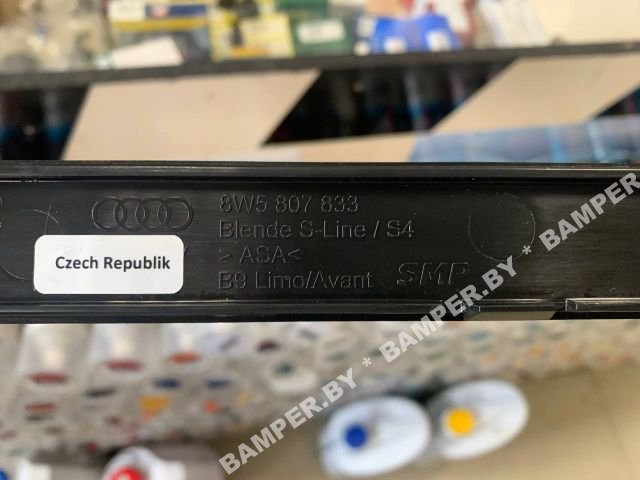 8W5 807 833
Blende S-Line / S4
> ASA<
B9 Limo/Avant SMP
Czech Republik
BAMPER.BY * BAMPER.BY * BAMPER.BY